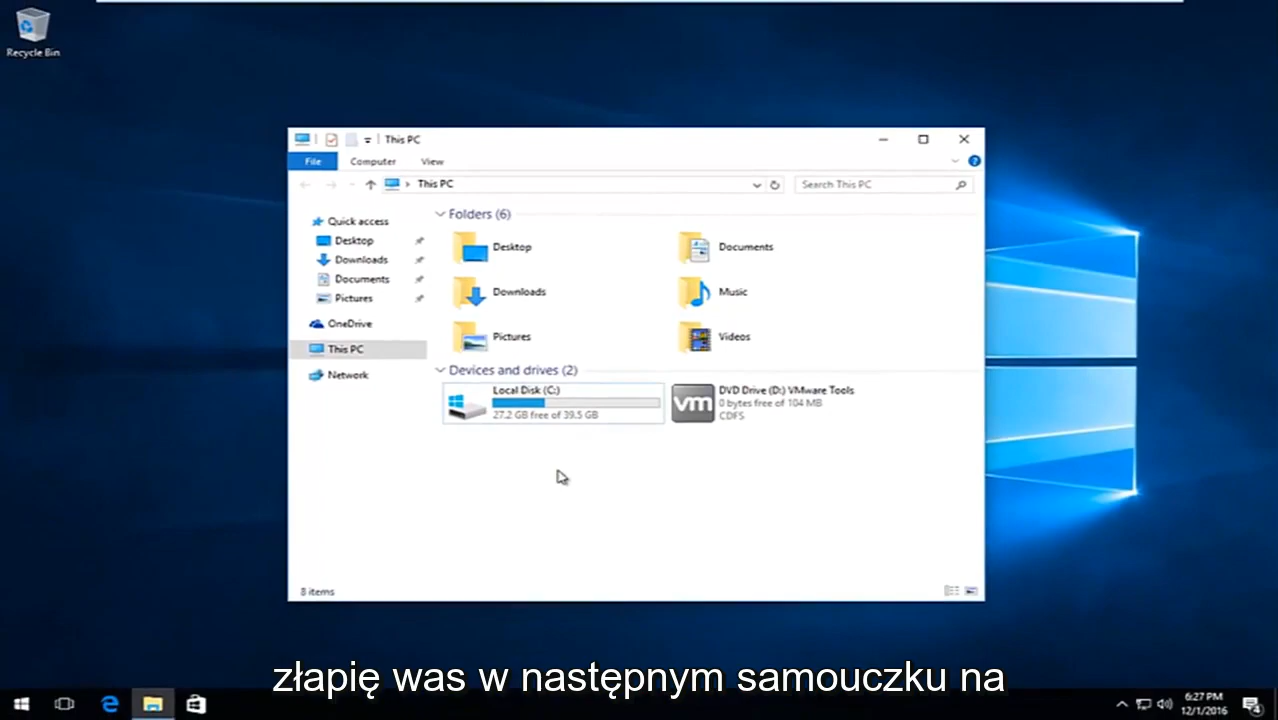 Recycle Bin
This PC
File Computer View
This PC
Search This PC
Quick access
Desktop
Downloads
Documents
Pictures
OneDrive
This PC
Network
Folders (6)
Desktop
Documents
Downloads
Music
Pictures
Videos
Devices and drives (2)
Local Disk (C:)
27.2 GB free of 39.5 GB
vm
DVD Drive (D:) VMware Tools
0 bytes free of 104 MB
CDFS
8 items
złapię was w następnym samouczku na
6:27 PM
12/1/2016
4